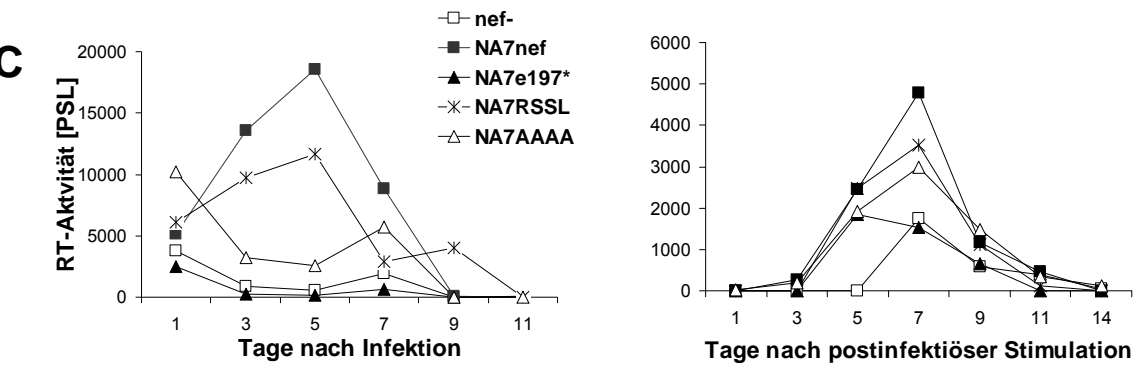 C
nef-
NA7nef
NA7e197*
NA7RSSL
NA7AAAA
RT-Aktvität [PSL]
20000
15000
10000
5000
0
1 3 5 7 9 11
Tage nach Infektion
6000
5000
4000
3000
2000
1000
0
1 3 5 7 9 11 14
Tage nach postinfektiöser Stimulation